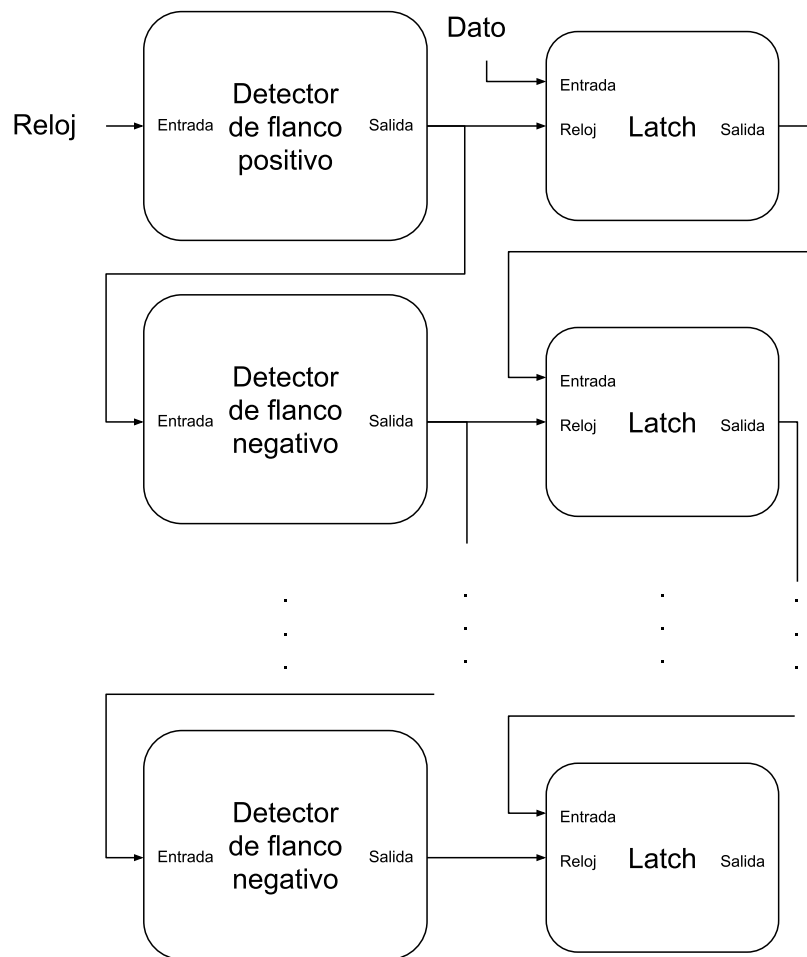 Dato
Reloj
Entrada
Detector
de flanco
positivo
Salida
Entrada
Reloj
Latch
Salida
Entrada
Detector
de flanco
negativo
Salida
Entrada
Reloj
Latch
Salida
Entrada
Detector
de flanco
negativo
Salida
Entrada
Reloj
Latch
Salida